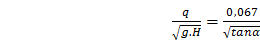 q/√g.H = 0,067/√tanα